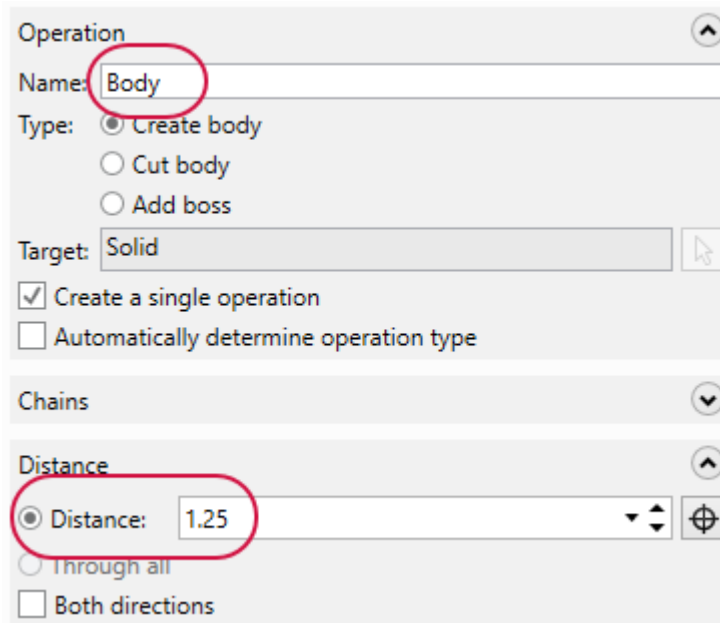 Operation
Name: Body
Type: Create body
Cut body
Add boss
Target: Solid
Create a single operation
Automatically determine operation type
Chains
Distance
Distance: 1.25
Through all
Both directions